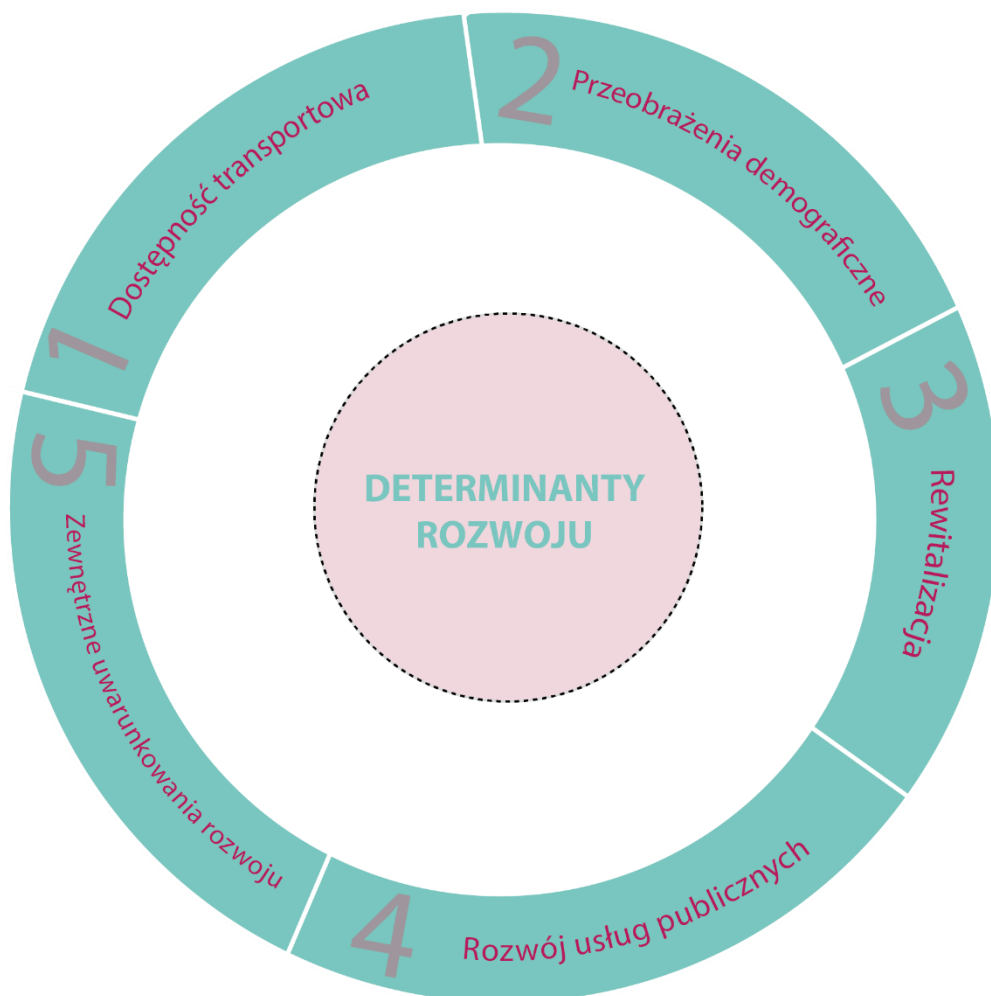 1 Dostępność transportowa
2 Przeobrażenia demograficzne
3 Rewitalizacja
4 Rozwój usług publicznych
5 Zewnętrzne uwarunkowania rozwoju
DETERMINANTY
ROZWOJU